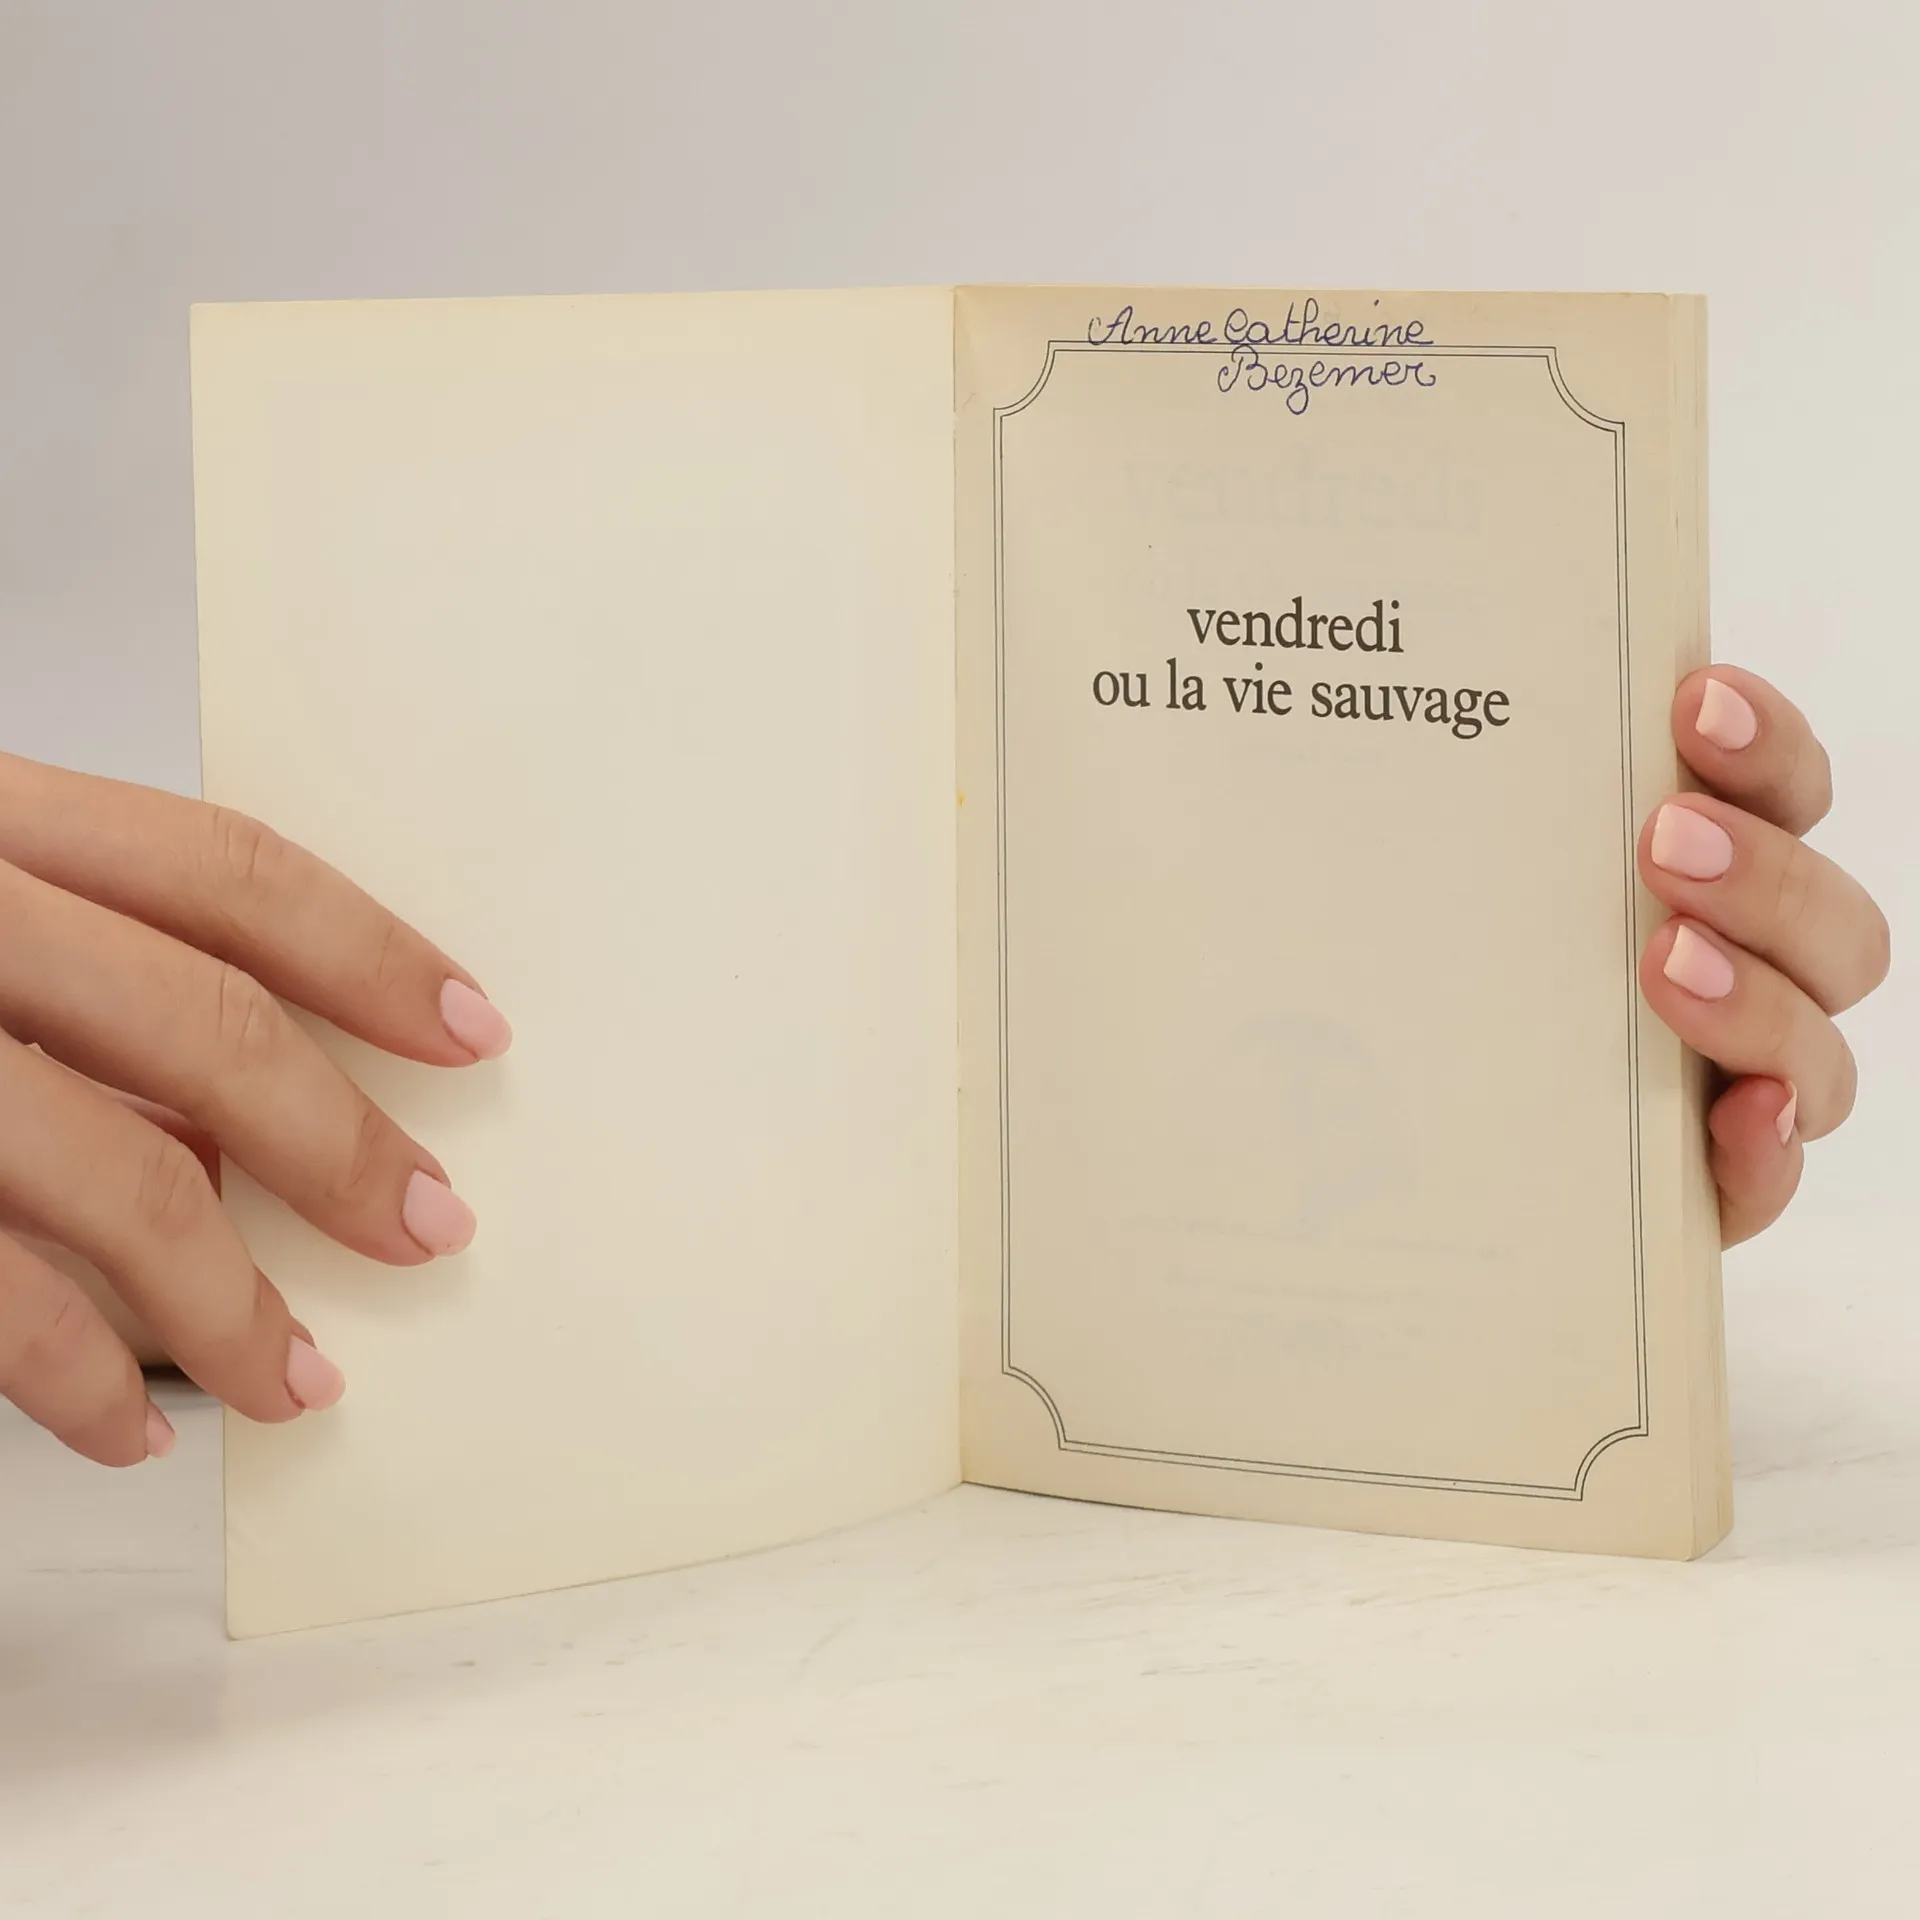 Anne Catherine
Bezemer
vendredi
ou la vie sauvage